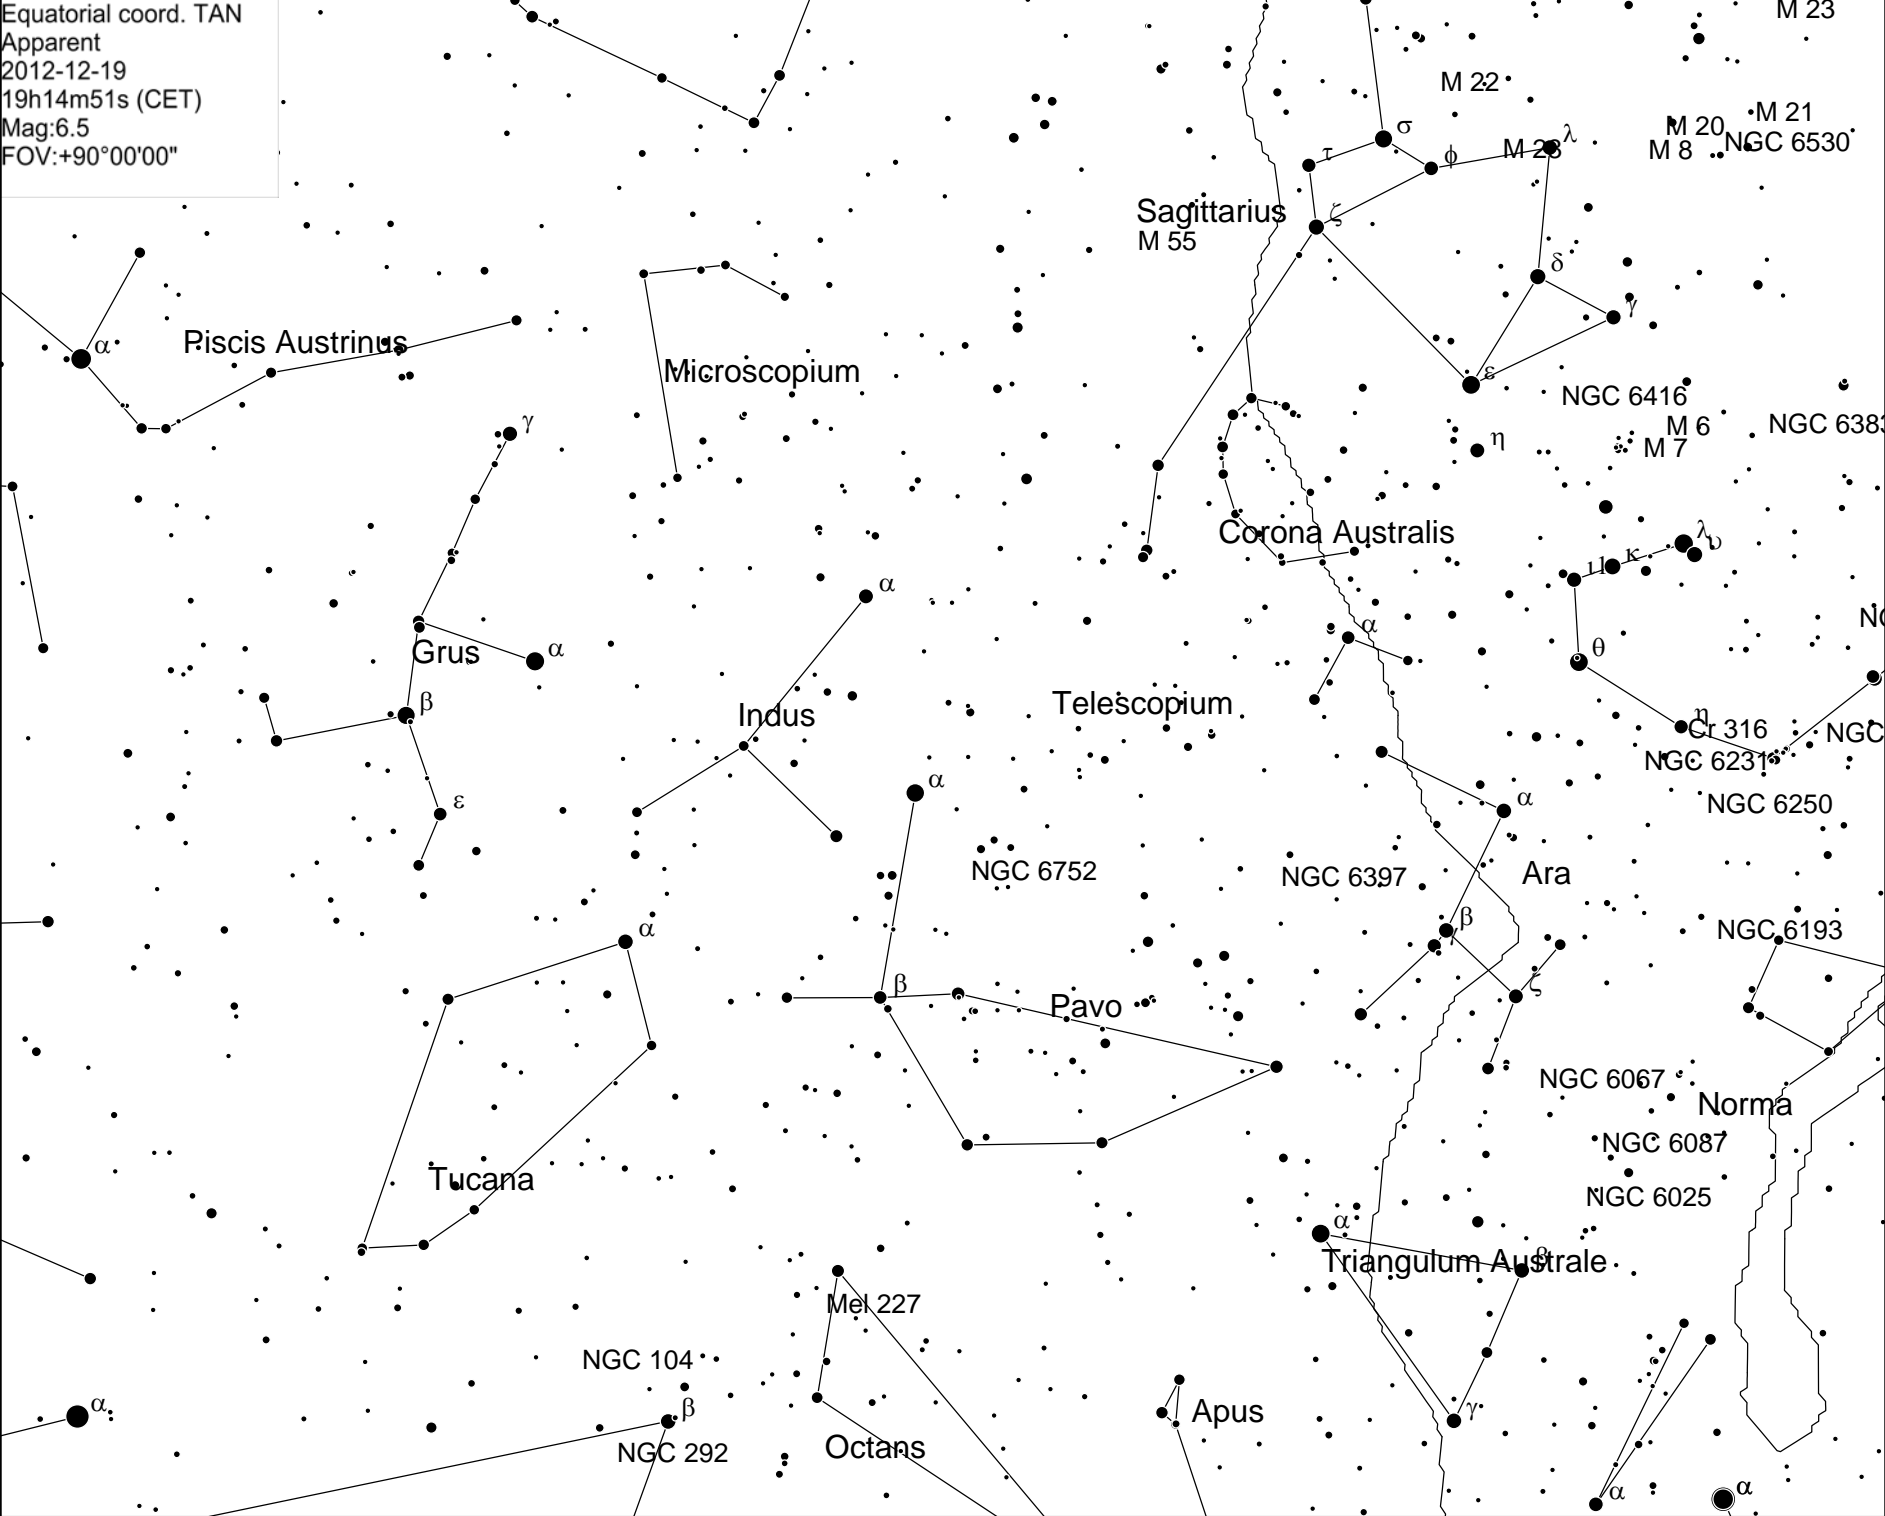 Equatorial coord. TAN
Apparent
2012-12-19
19h14m51s (CET)
Mag:6.5
FOV:+90°00'00"
M 23
M 22
M 21
M 20
NGC 6530
M 8
σ
λ
τ
ϕ
M 28
Sagittarius
ζ
M 55
δ
γ
ε
Piscis Austrinus
α
Microscopium
NGC 6416
M 6
NGC 6383
M 7
η
γ
Corona Australis
λ
υ
κ
ι1
α
α
θ
Grus
α
β
Indus
Telescopium
η
Cr 316
NGC
NGC 6231
α
ε
α
NGC 6250
NGC 6752
NGC 6397
Ara
α
β
γ
NGC 6193
β
ζ
Pavo
NGC 6067
Norma
NGC 6087
Tucana
NGC 6025
α
Triangulum Australe
β
Mel 227
NGC 104
α
β
Apus
γ
Octans
NGC 292
α
α